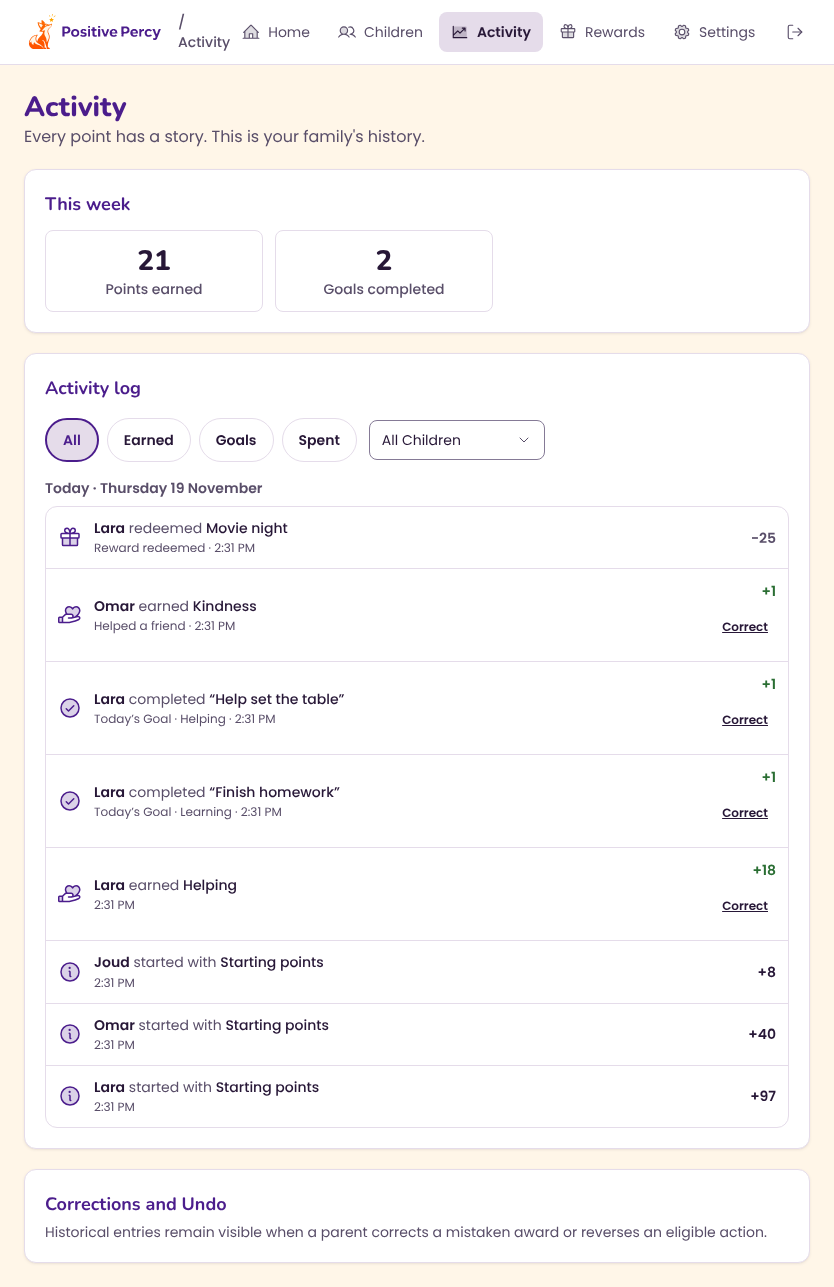 Positive Percy
/
Activity
Home
Children
Activity
Rewards
Settings
Activity
Every point has a story. This is your family's history.
This week
21
Points earned
2
Goals completed
Activity log
All
Earned
Goals
Spent
All Children
Today · Thursday 19 November
Lara redeemed Movie night
Reward redeemed · 2:31 PM
-25
Omar earned Kindness
Helped a friend · 2:31 PM
+1
Correct
Lara completed “Help set the table”
Today’s Goal · Helping · 2:31 PM
+1
Correct
Lara completed “Finish homework”
Today’s Goal · Learning · 2:31 PM
+1
Correct
Lara earned Helping
2:31 PM
+18
Correct
Joud started with Starting points
2:31 PM
+8
Omar started with Starting points
2:31 PM
+40
Lara started with Starting points
2:31 PM
+97
Corrections and Undo
Historical entries remain visible when a parent corrects a mistaken award or reverses an eligible action.